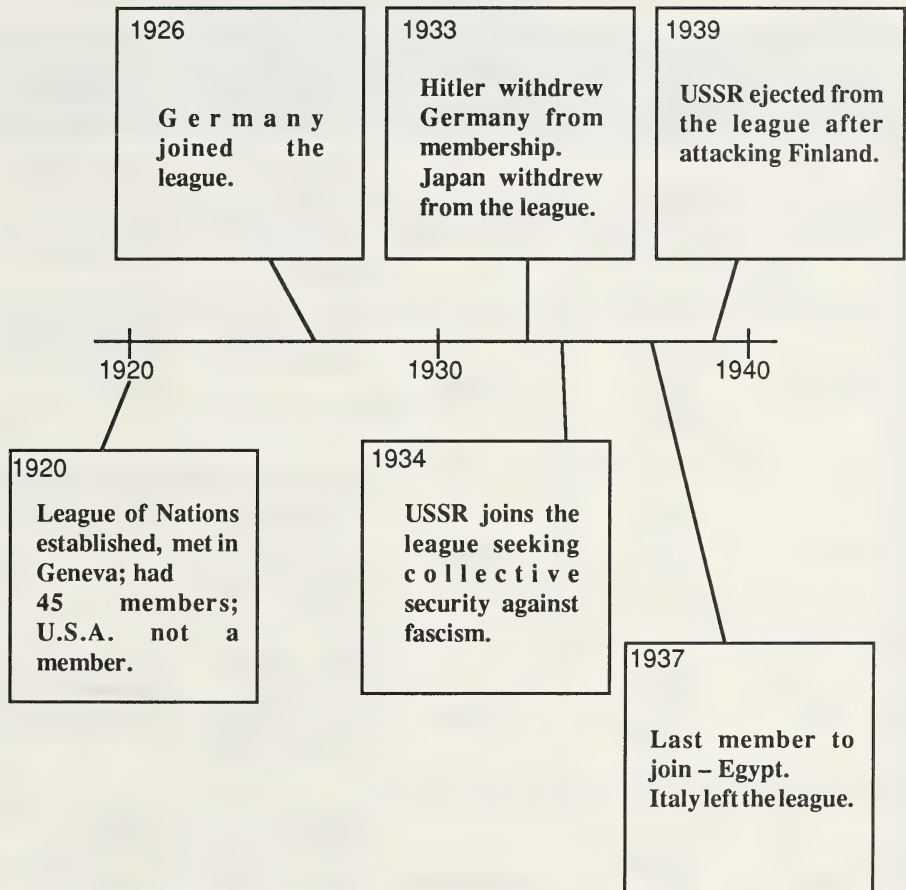 1926
Germany
joined the
league.
1933
Hitler withdrew
Germany from
membership.
Japan withdrew
from the league.
1939
USSR ejected from
the league after
attacking Finland.
1920
1930
1940
1920
League of Nations
established, met in
Geneva; had
45 members;
U.S.A. not a
member.
1934
USSR joins the
league seeking
collective
security against
fascism.
1937
Last member to
join – Egypt.
Italy left the league.